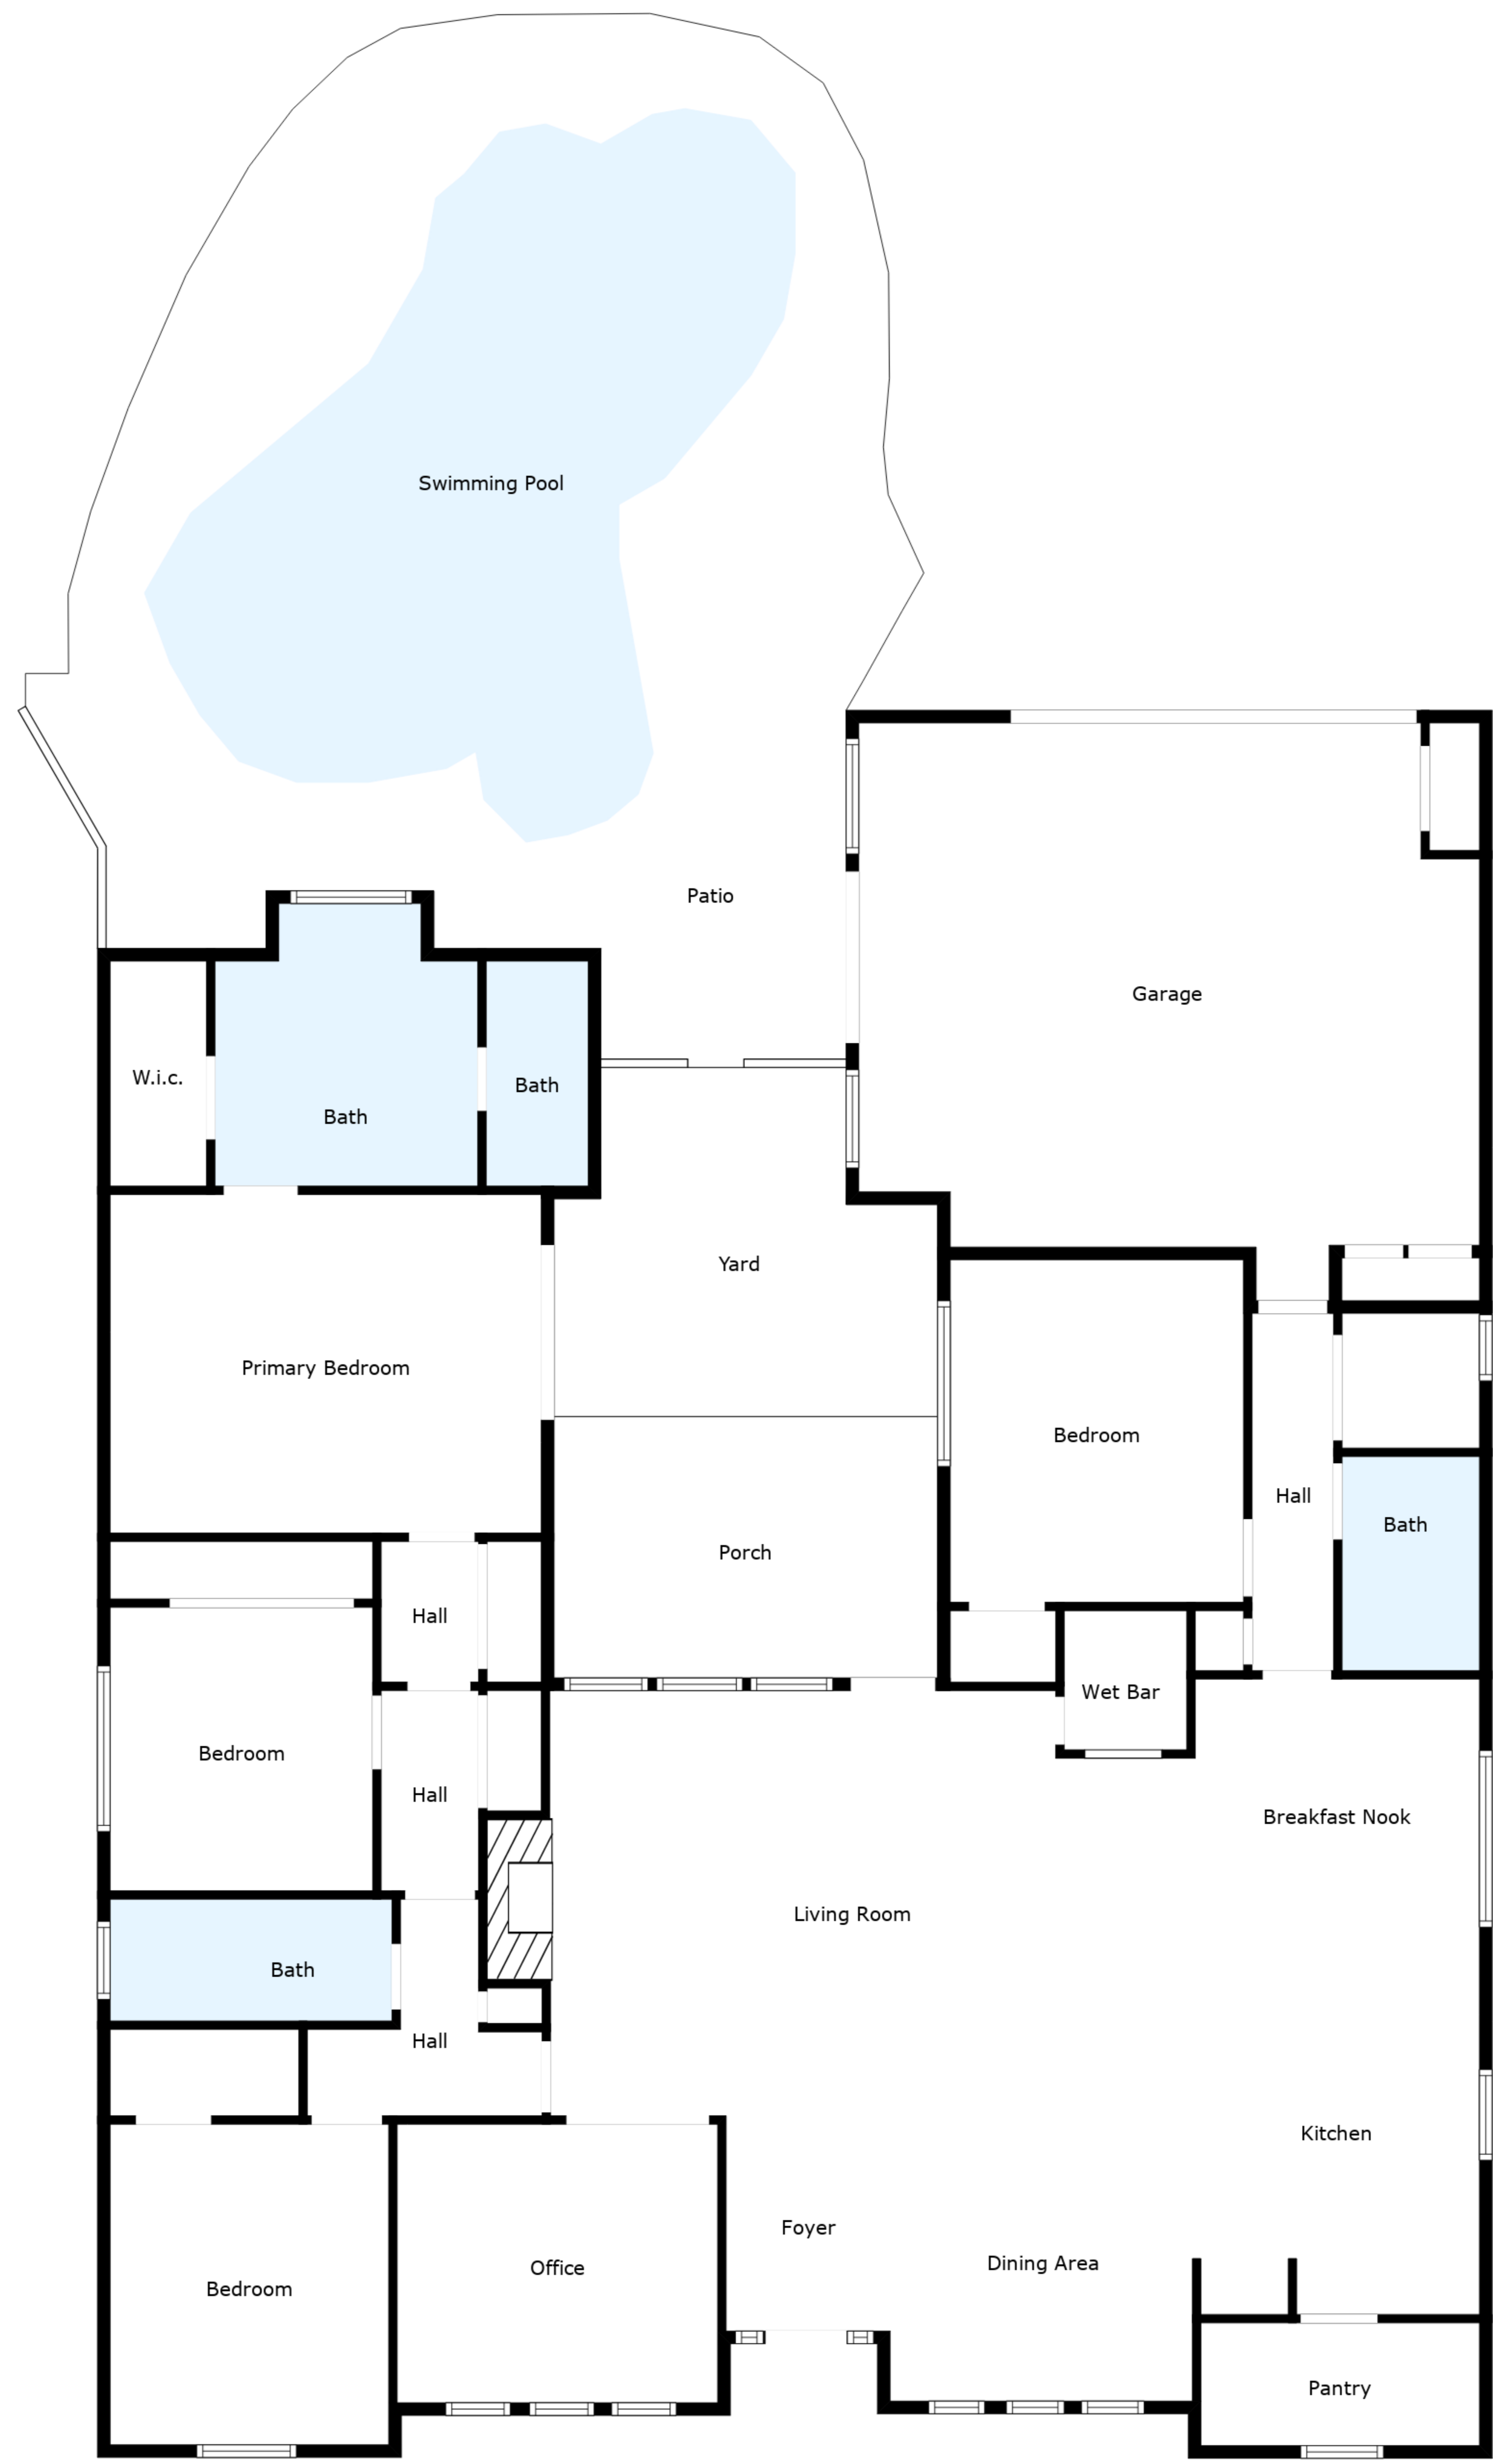 Swimming Pool
Patio
Garage
W.i.c.
Bath
Bath
Yard
Primary Bedroom
Bedroom
Hall
Bath
Porch
Hall
Wet Bar
Bedroom
Hall
Breakfast Nook
Living Room
Bath
Hall
Kitchen
Foyer
Dining Area
Office
Bedroom
Pantry